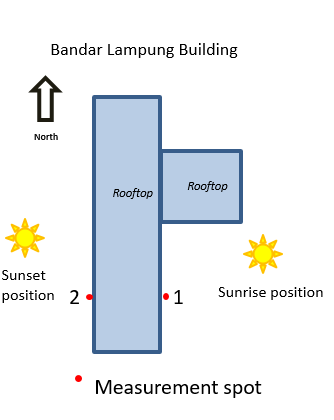 Bandar Lampung Building
North
Rooftop
Rooftop
Sunset
position
2
1
Sunrise position
Measurement spot